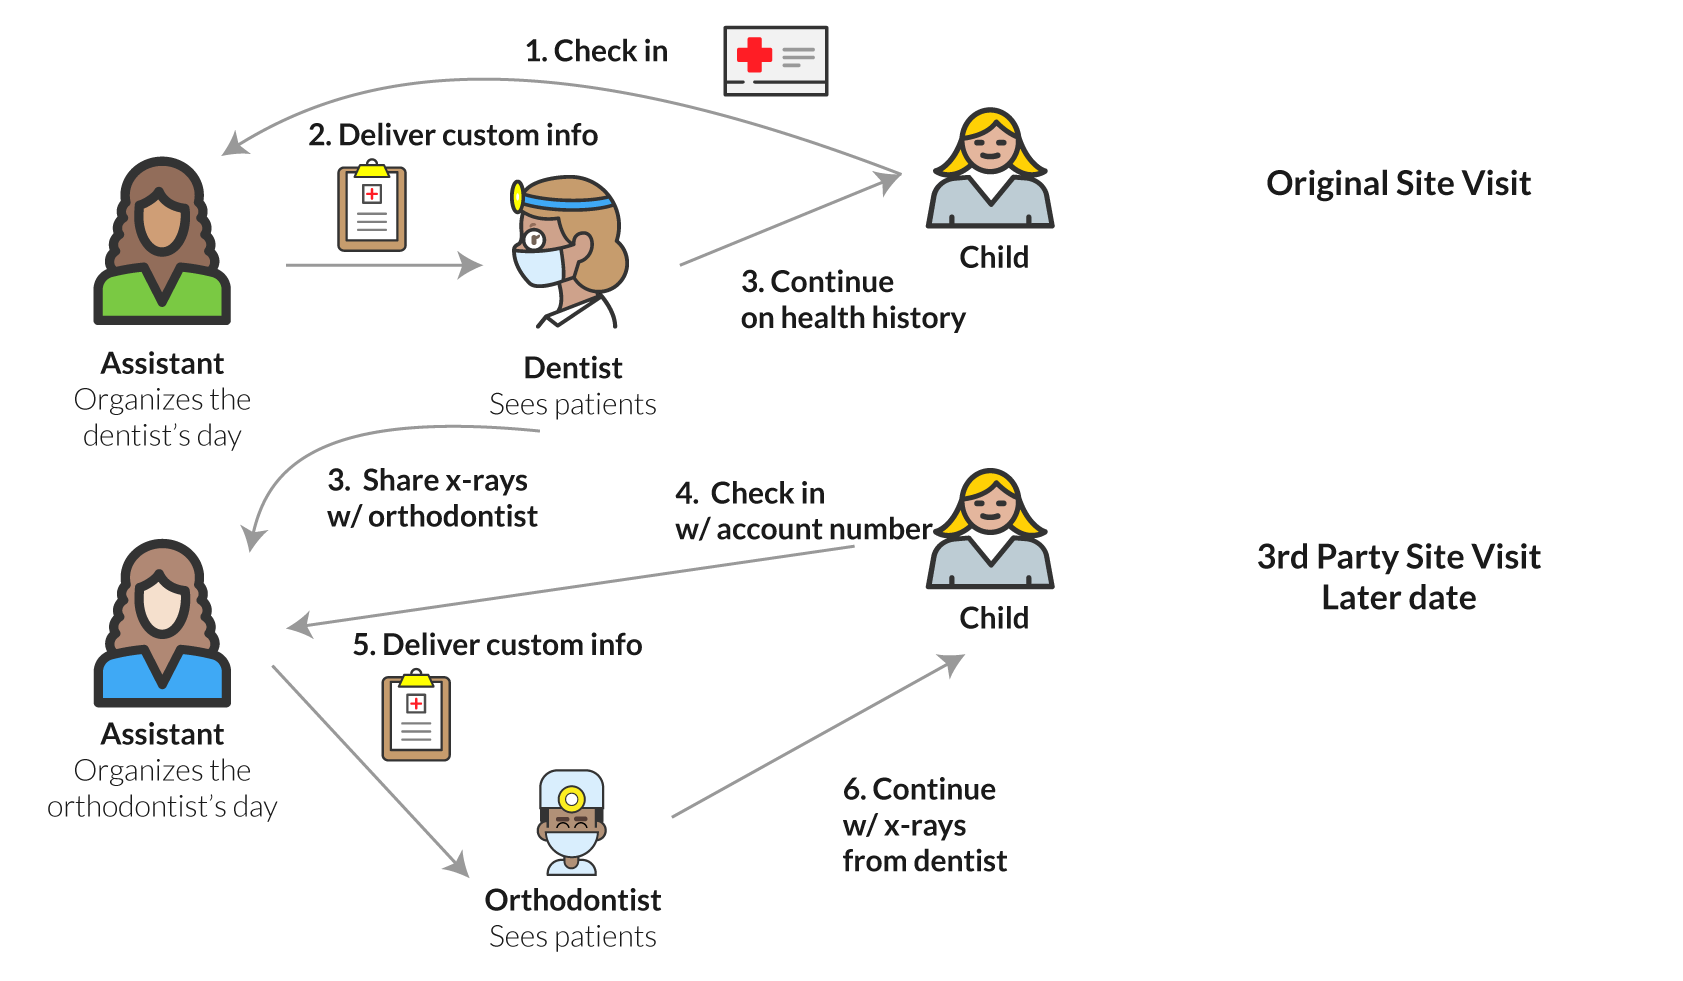 1. Check in
2. Deliver custom info
Original Site Visit
Child
3. Continue
on health history
Assistant
Organizes the
dentist’s day
Dentist
Sees patients
3.  Share x-rays
w/ orthodontist
4.  Check in
w/ account number
3rd Party Site Visit
Later date
Child
5. Deliver custom info
Assistant
Organizes the
orthodontist’s day
6. Continue
w/ x-rays
from dentist
Orthodontist
Sees patients